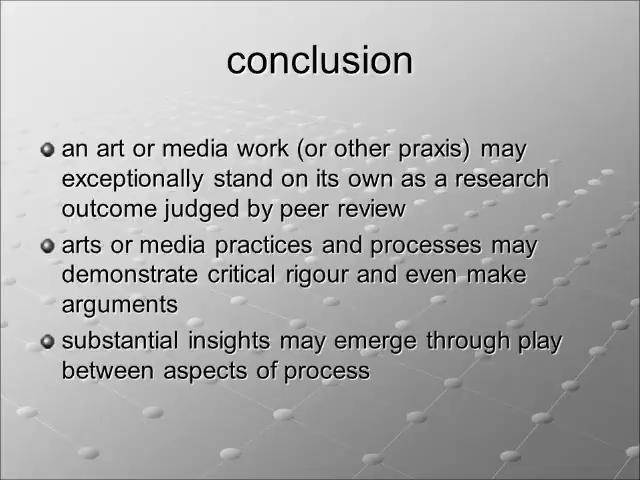 conclusion
an art or media work (or other praxis) may
exceptionally stand on its own as a research
outcome judged by peer review
arts or media practices and processes may
demonstrate critical rigour and even make
arguments
substantial insights may emerge through play
between aspects of process